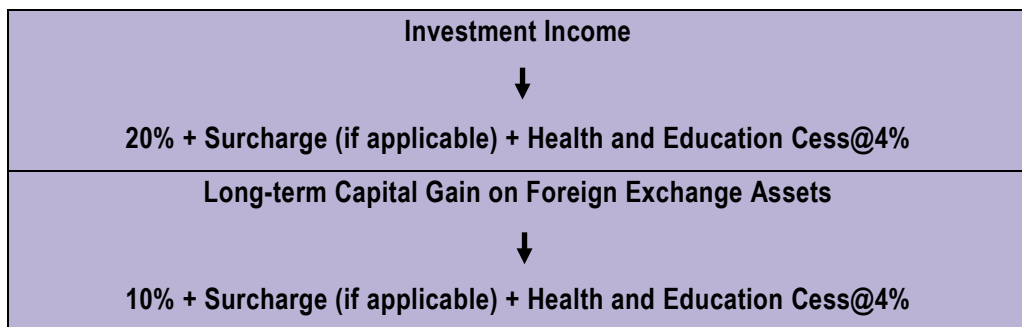 Investment Income
20% + Surcharge (if applicable) + Health and Education Cess@4%
Long-term Capital Gain on Foreign Exchange Assets
10% + Surcharge (if applicable) + Health and Education Cess@4%